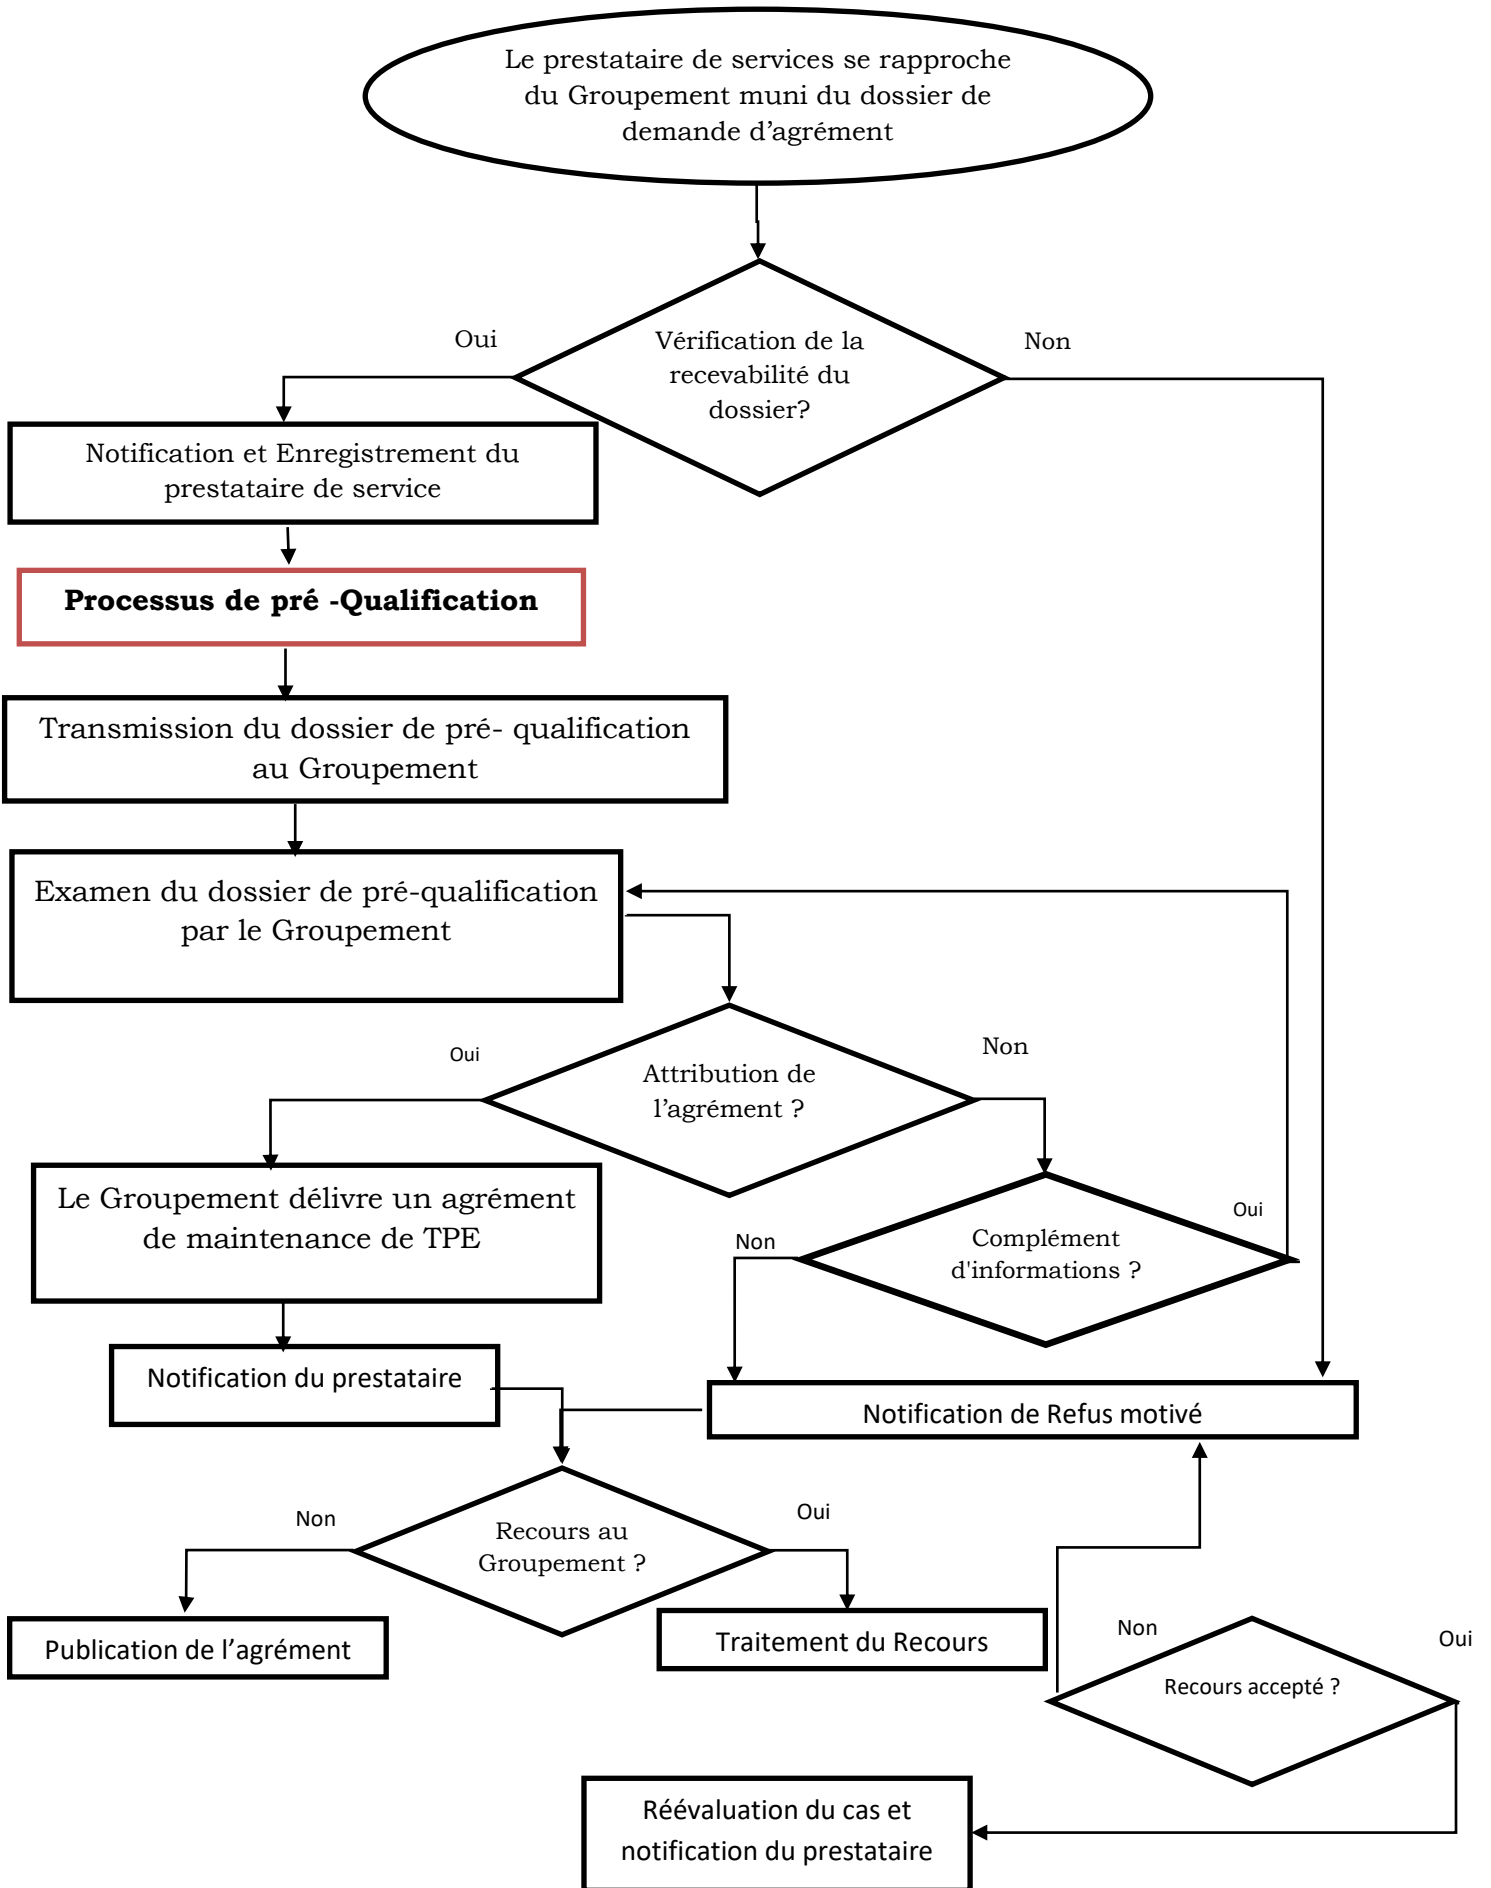 Le prestataire de services se rapproche
du Groupement muni du dossier de
demande d’agrément
Oui
Vérification de la
recevabilité du
dossier?
Non
Notification et Enregistrement du
prestataire de service
Processus de pré -Qualification
Transmission du dossier de pré- qualification
au Groupement
Examen du dossier de pré-qualification
par le Groupement
Oui
Attribution de
l’agrément ?
Non
Le Groupement délivre un agrément
de maintenance de TPE
Non
Complément
d'informations ?
Oui
Notification du prestataire
Notification de Refus motivé
Non
Recours au
Groupement ?
Oui
Publication de l’agrément
Traitement du Recours
Non
Recours accepté ?
Oui
Réévaluation du cas et
notification du prestataire